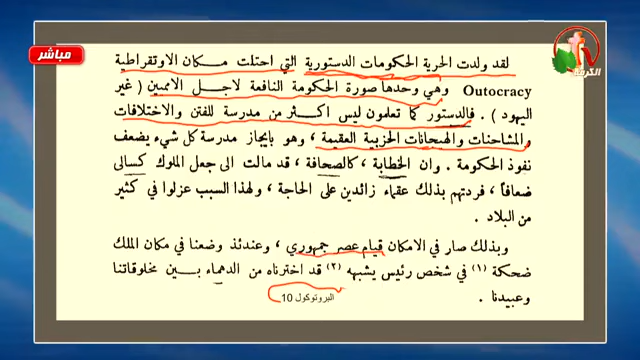 مباشر
الكرمة
لقد ولدت الحرية الحكومات الدستورية التي احتلت مكان الاوتقراطية
Outocracy وهي وحدها صورة الحكومة النافعة لاجل الامميين ( غير
اليهود ) . فالدستور كما تعلمون ليس اكثر من مدرسة للفتن والاختلافات
والمشاحنات والهيجانات الحزبية العقيمة ، وهو بايجاز مدرسة كل شيء يضعف
نفوذ الحكومة . وان الخطابة ، كالصحافة ، قد مالت الى جعل الملوك كسالى
ضعافاً ، فردتهم بذلك عقماء زائدين على الحاجة ، ولهذا السبب عزلوا في كثير
من البلاد .
وبذلك صار في الامكان قيام عصر جمهوري ، وعندئذ وضعنا في مكان الملك
ضحكة (١) في شخص رئيس يشبهه (٢) قد اخترناه من الدهماء بين مخلوقاتنا
وعبيدنا .
البروتوكول 10